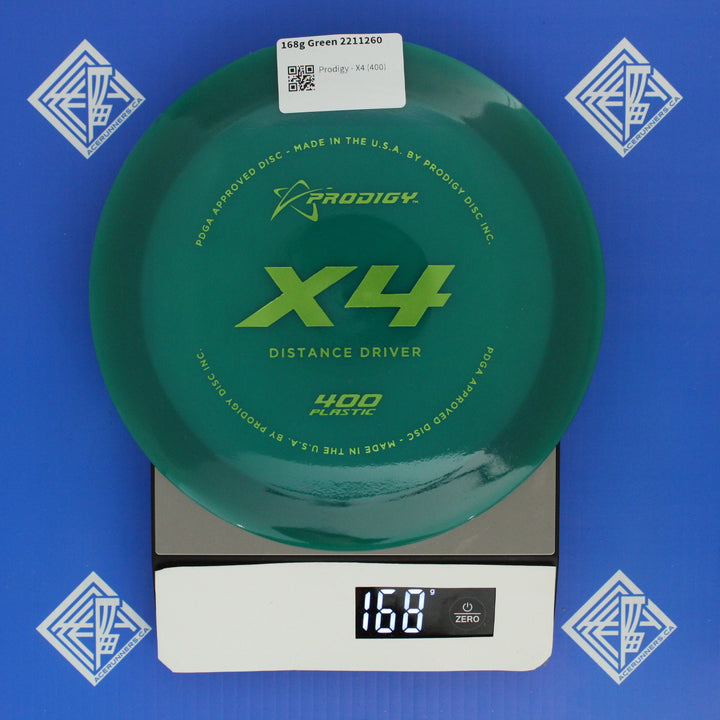 168g Green 2211260
Prodigy - X4 (400)
PDGA APPROVED DISC - MADE IN THE U.S.A. BY PRODIGY DISC INC.
PRODIGY™
X4
DISTANCE DRIVER
400
PLASTIC
PDGA APPROVED DISC - MADE IN THE U.S.A. BY PRODIGY DISC INC.
168 g
ZERO
ACERUNNERS.CA
ACERUNNERS.CA
ACERUNNERS.CA
ACERUNNERS.CA